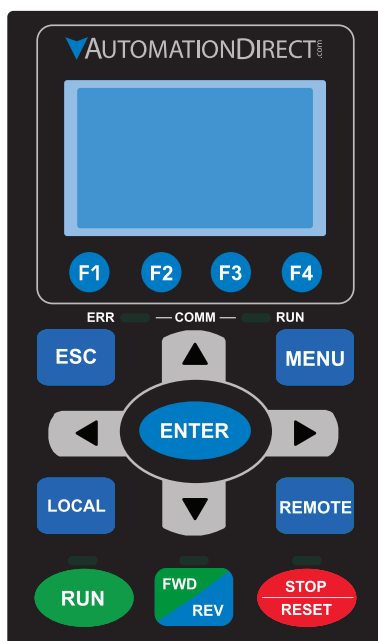 AUTOMATIONDIRECT.com
F1 F2 F3 F4
ERR COMM RUN
ESC MENU
ENTER
LOCAL REMOTE
RUN FWD REV STOP RESET